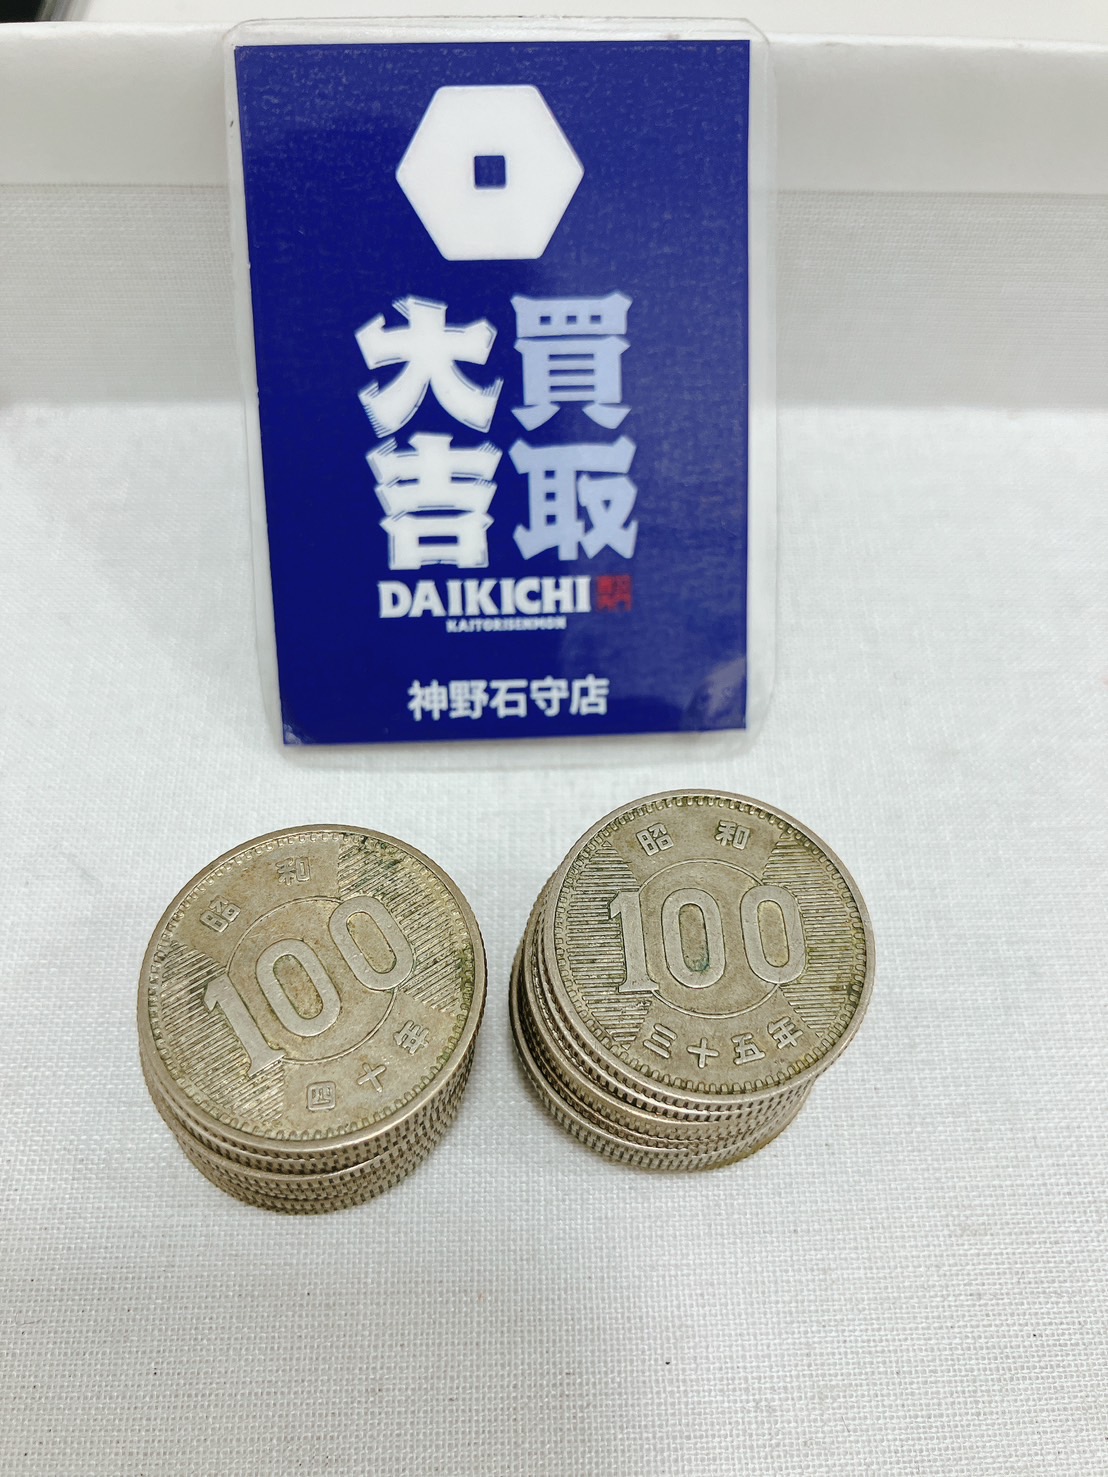 買取
大吉
DAIKICHI
KAITORISENMON
神野石守店
昭和
100
四十年
昭和
100
三十五年